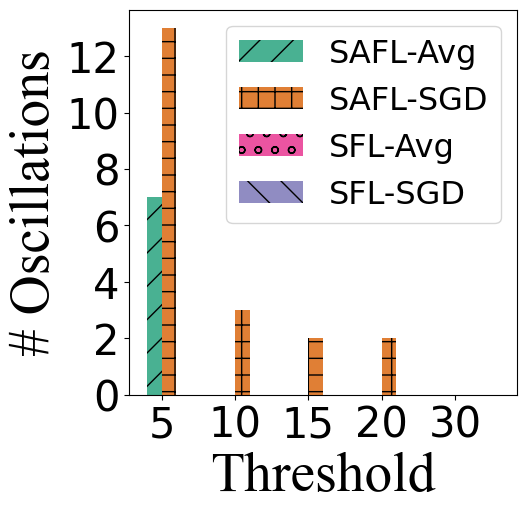 # Oscillations
12
10
8
6
4
2
0
SAFL-Avg
SAFL-SGD
SFL-Avg
SFL-SGD
5 10 15 20 30
Threshold